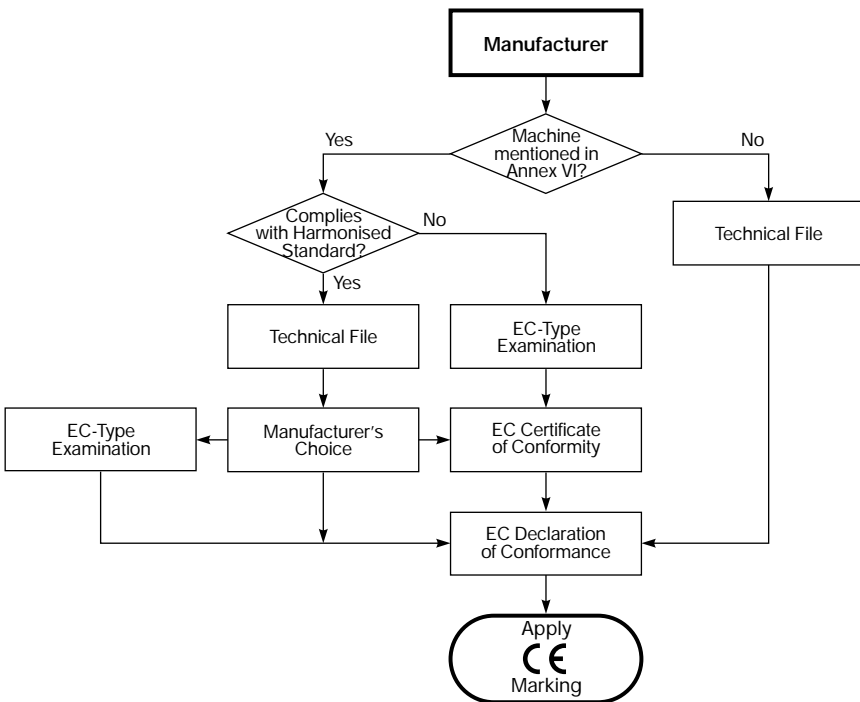 Manufacturer
Machine
mentioned in
Annex VI?
Yes
No
Complies
with Harmonised
Standard?
No
Yes
Technical File
Technical File
EC-Type
Examination
EC-Type
Examination
Manufacturer's
Choice
EC Certificate
of Conformity
EC Declaration
of Conformance
Apply
CE
Marking